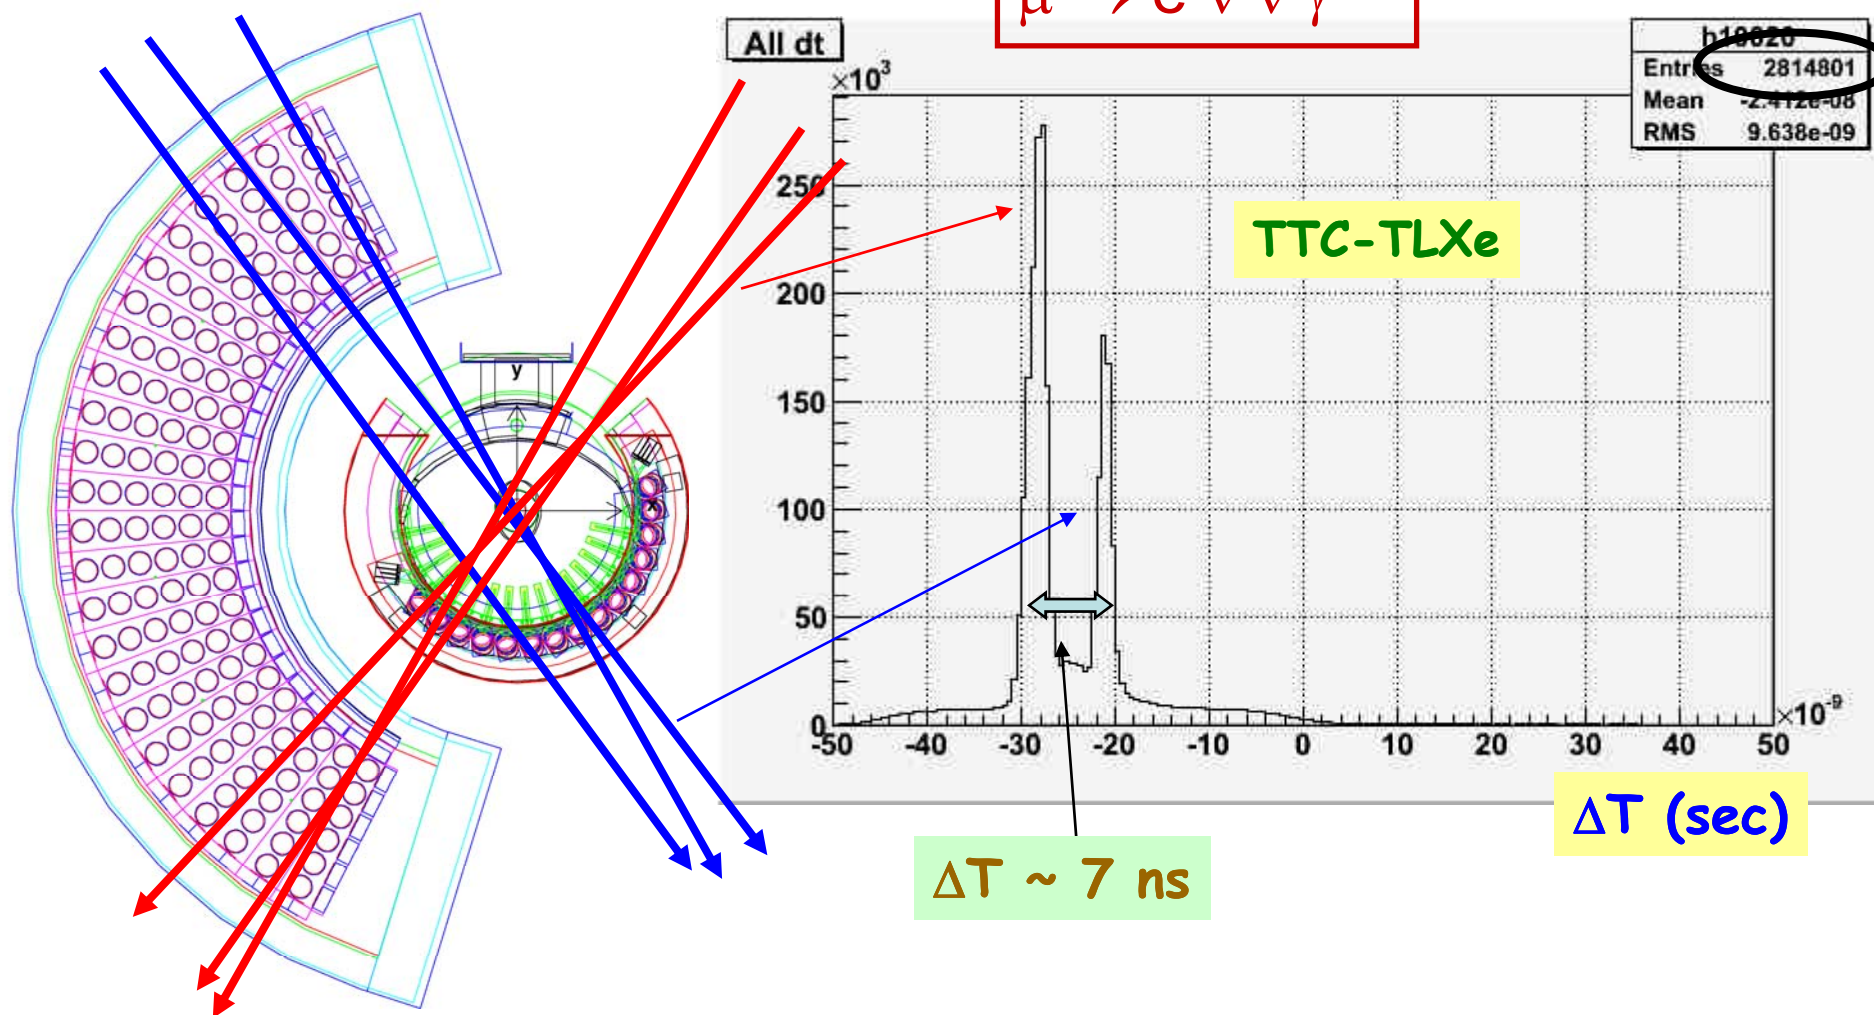 μ → e ν ν γ
All dt
h10020
Entries 2814801
Mean -2.412e-08
RMS 9.638e-09
×10³
250
200
150
100
50
0
-50 -40 -30 -20 -10 0 10 20 30 40 50
×10⁻⁹
TTC-TLXe
y
x
ΔT (sec)
ΔT ~ 7 ns